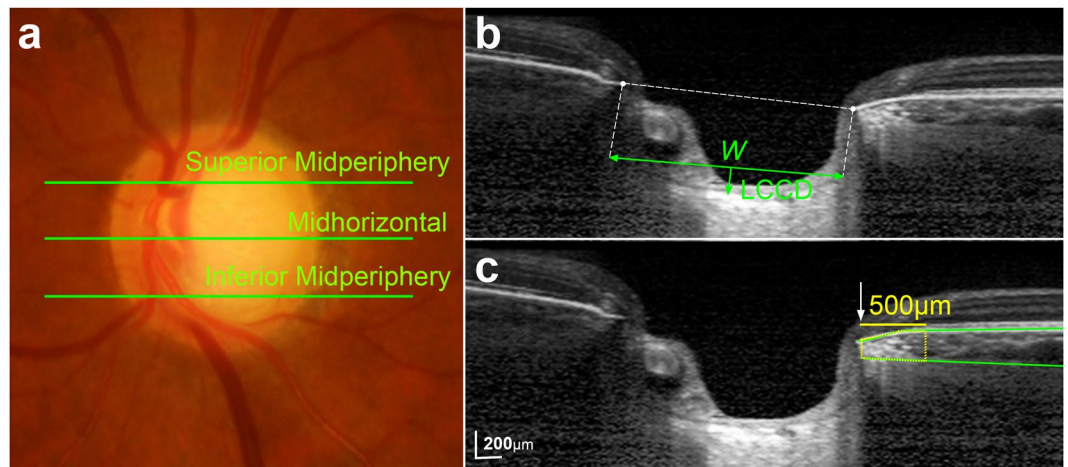 a
Superior Midperiphery
Midhorizontal
Inferior Midperiphery
b
W
LCCD
c
500µm
200µm